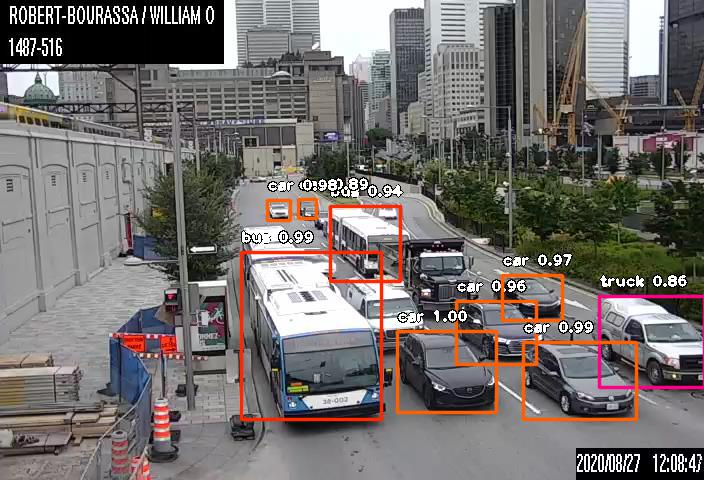 ROBERT-BOURASSA / WILLIAM O
1487-516
car 0.98
0.89
bus 0.94
bus 0.99
car 0.97
car 0.96
truck 0.86
car 1.00
car 0.99
38-002
2020/08/27 12:08:47